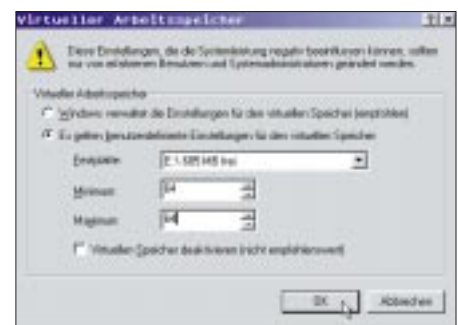 Virtueller Arbeitsspeicher
Diese Einstellungen, die die Systemleistung negativ beeinflussen können, sollten
nur von erfahrenen Benutzern und Systemadministratoren geändert werden.
Virtueller Arbeitsspeicher
Windows verwaltet die Einstellungen für den virtuellen Speicher (empfohlen)
Es gelten benutzerdefinierte Einstellungen für den virtuellen Speicher
Festplatte:
Minimum: 64
Maximum: 64
Virtuellen Speicher deaktivieren (nicht empfehlenswert)
OK
Abbrechen